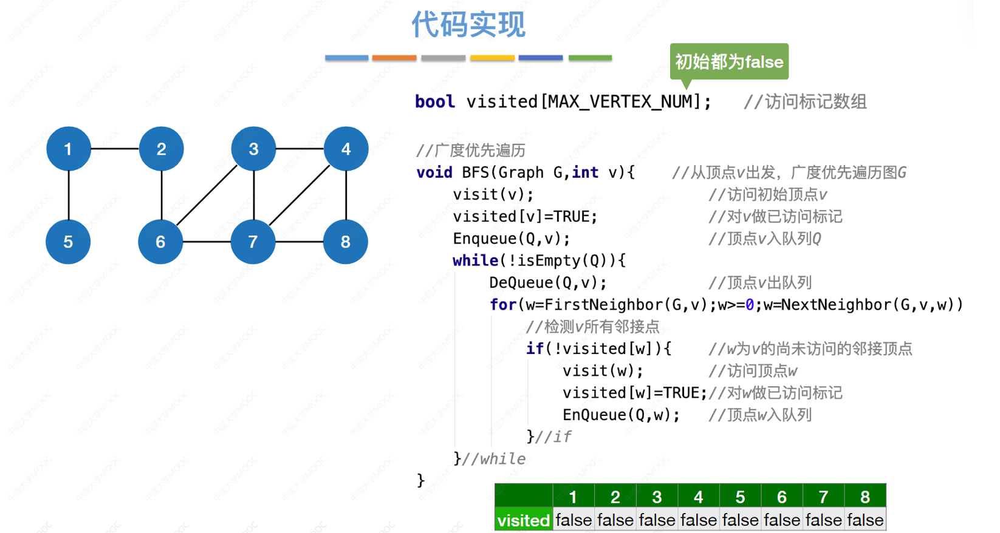 代码实现
初始都为false
bool visited[MAX_VERTEX_NUM]; //访问标记数组
1 2 3 4
5 6 7 8
//广度优先遍历
void BFS(Graph G,int v){ //从顶点v出发，广度优先遍历图G
visit(v); //访问初始顶点v
visited[v]=TRUE; //对v做已访问标记
Enqueue(Q,v); //顶点v入队列Q
while(!isEmpty(Q)){
DeQueue(Q,v); //顶点v出队列
for(w=FirstNeighbor(G,v);w>=0;w=NextNeighbor(G,v,w))
//检测v所有邻接点
if(!visited[w]){ //w为v的尚未访问的邻接顶点
visit(w); //访问顶点w
visited[w]=TRUE;//对w做已访问标记
EnQueue(Q,w); //顶点w入队列
}//if
}//while
}
1 2 3 4 5 6 7 8
visited false false false false false false false false
中国大学MOOC